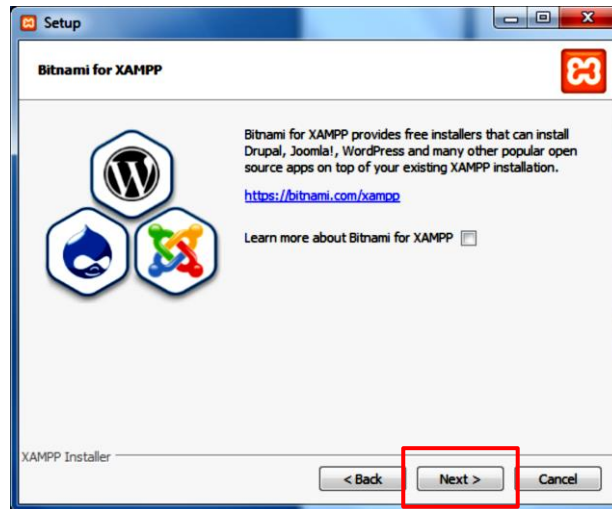 Setup
Bitnami for XAMPP
Bitnami for XAMPP provides free installers that can install
Drupal, Joomla!, WordPress and many other popular open
source apps on top of your existing XAMPP installation.
https://bitnami.com/xampp
Learn more about Bitnami for XAMPP
XAMPP Installer
< Back Next > Cancel